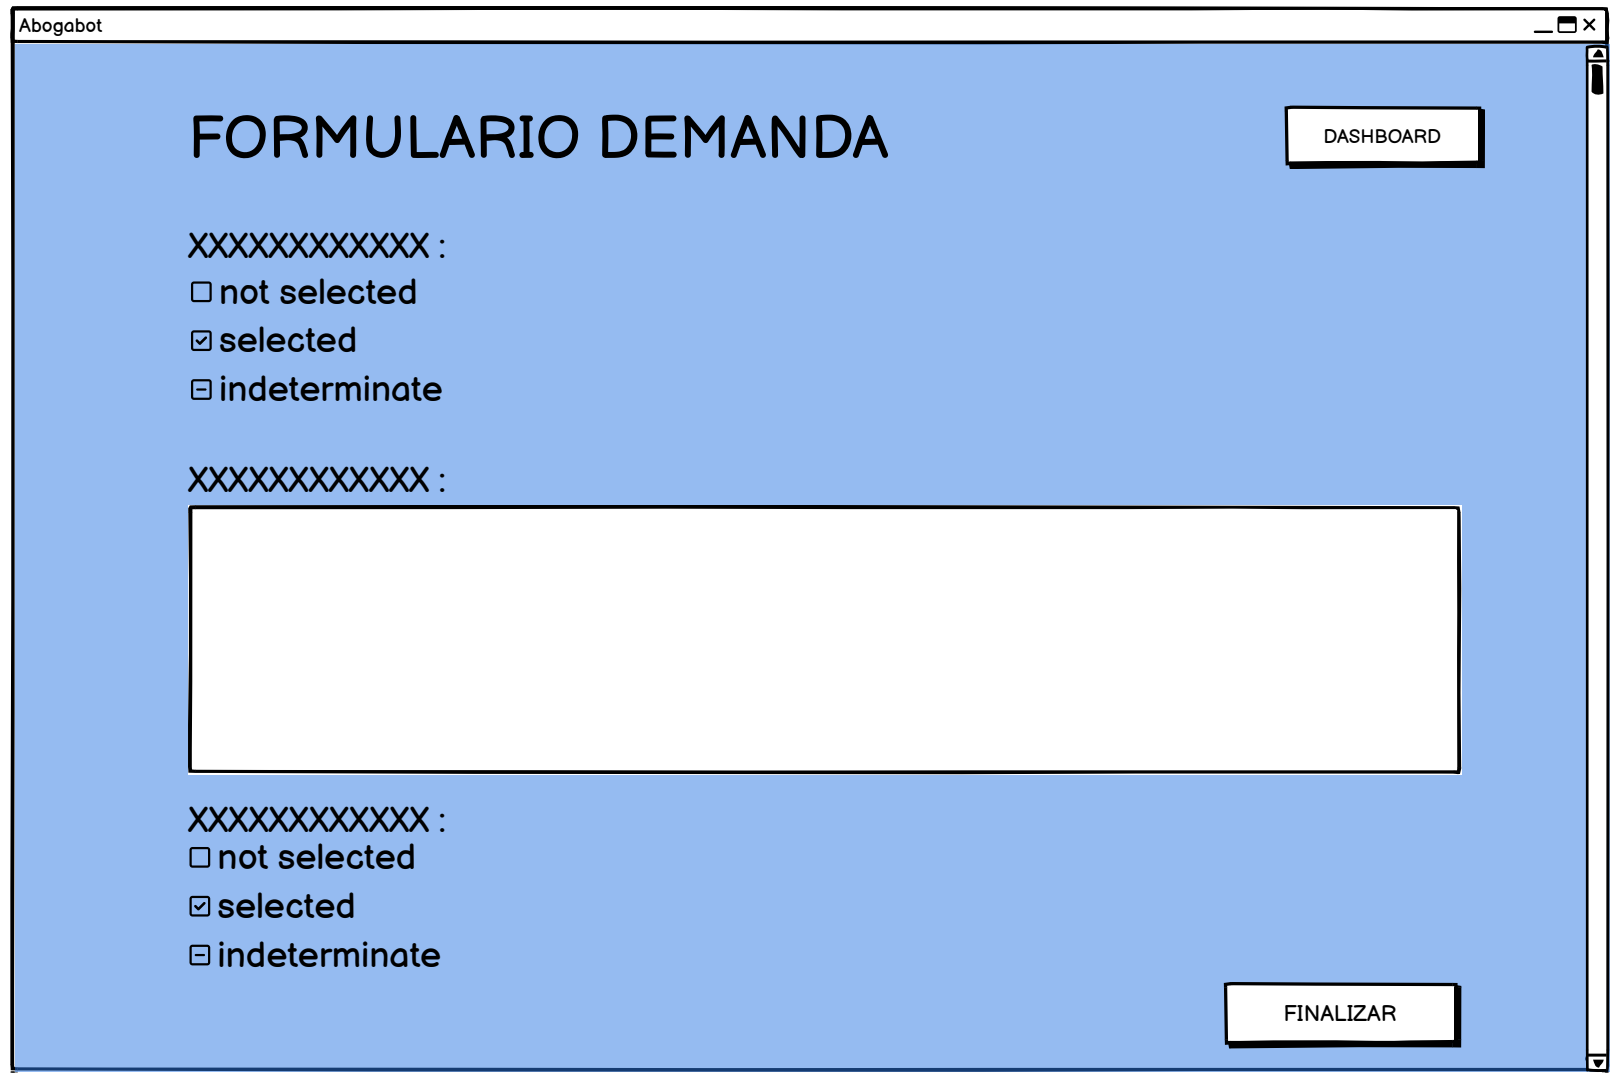 Abogabot
FORMULARIO DEMANDA
DASHBOARD
XXXXXXXXXXXX :
not selected
selected
indeterminate
XXXXXXXXXXXX :
XXXXXXXXXXXX :
not selected
selected
indeterminate
FINALIZAR